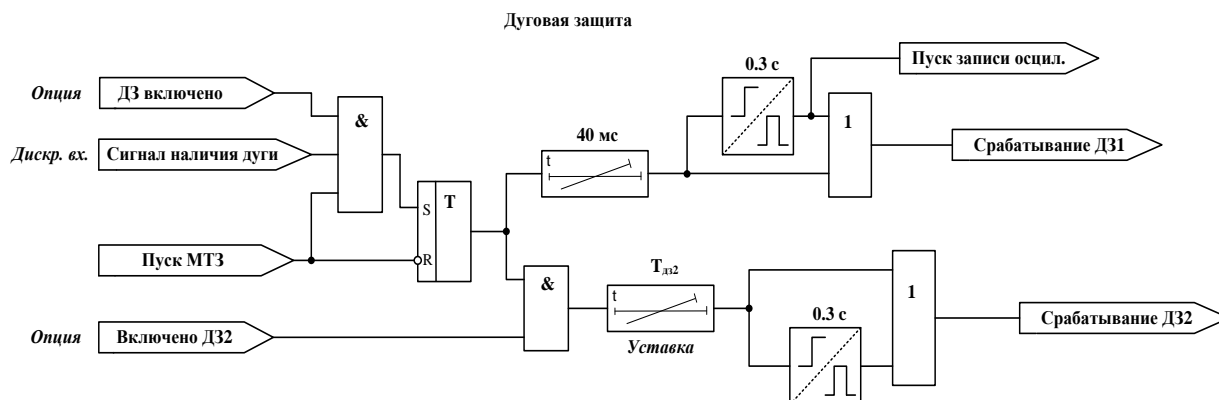 Дуговая защита
Опция
ДЗ включено
0.3 с
Пуск записи осцил.
&
1
Дискр. вх.
Сигнал наличия дуги
40 мс
t
Срабатывание ДЗ1
S
T
Пуск МТЗ
R
&
Tдз2
t
1
Опция
Включено ДЗ2
Уставка
0.3 с
Срабатывание ДЗ2